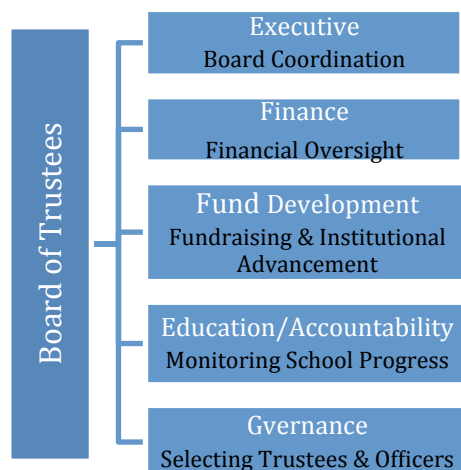 Board of Trustees
Executive
Board Coordination
Finance
Financial Oversight
Fund Development
Fundraising & Institutional
Advancement
Education/Accountability
Monitoring School Progress
Gvernance
Selecting Trustees & Officers